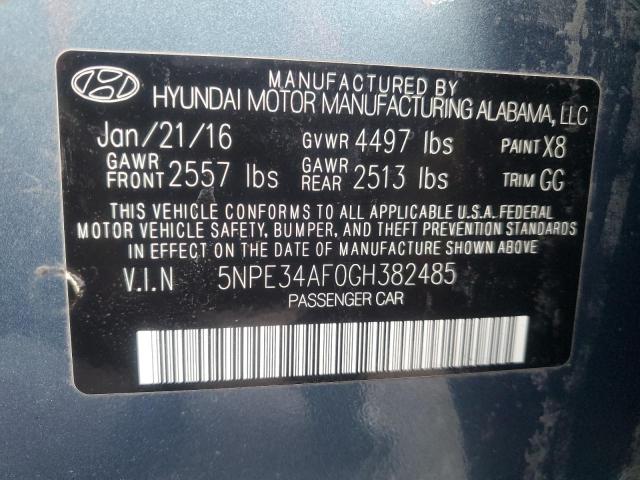 MANUFACTURED BY
HYUNDAI MOTOR MANUFACTURING ALABAMA, LLC
Jan/21/16 GVWR 4497 lbs PAINT X8
GAWR FRONT 2557 lbs GAWR REAR 2513 lbs TRIM GG
THIS VEHICLE CONFORMS TO ALL APPLICABLE U.S.A. FEDERAL
MOTOR VEHICLE SAFETY, BUMPER, AND THEFT PREVENTION STANDARDS
IN EFFECT ON THE DATE OF MANUFACTURE SHOWN ABOVE.
V.I.N 5NPE34AF0GH382485
PASSENGER CAR